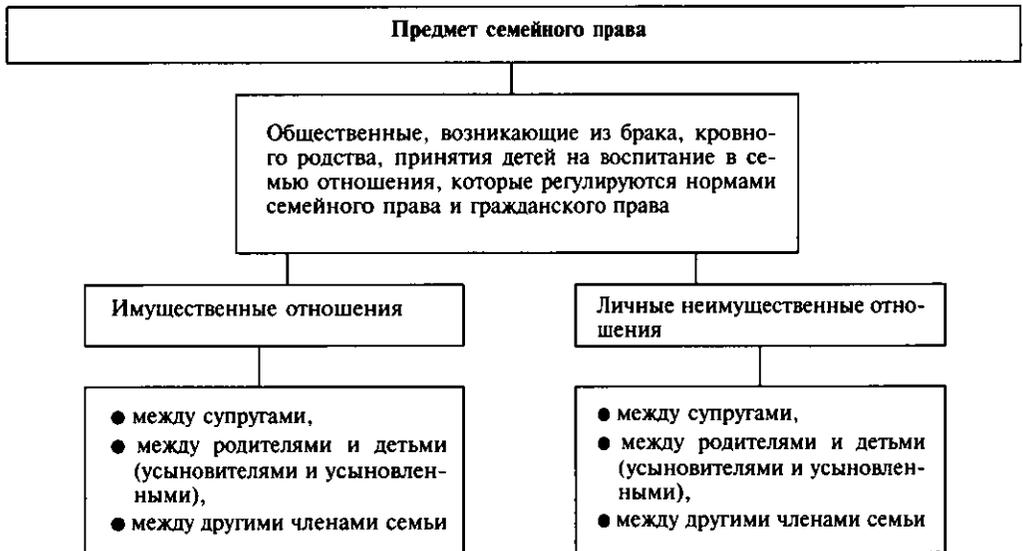 Предмет семейного права
Общественные, возникающие из брака, кровно-
го родства, принятия детей на воспитание в се-
мью отношения, которые регулируются нормами
семейного права и гражданского права
Имущественные отношения
Личные неимущественные отно-
шения
● между супругами,
● между родителями и детьми
(усыновителями и усыновлен-
ными),
● между другими членами семьи
● между супругами,
● между родителями и детьми
(усыновителями и усыновлен-
ными),
● между другими членами семьи